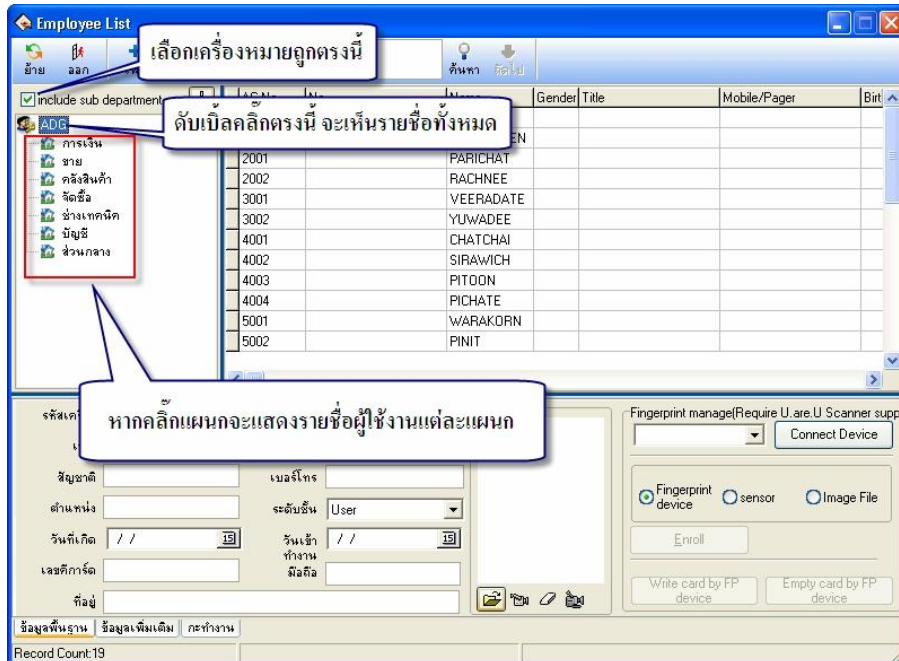 Employee List
ย้าย ออก ค้นหา ถัดไป
เลือกเครื่องหมายถูกตรงนี้
include sub department
Name Gender Title Mobile/Pager Birt
ADG
ดับเบิ้ลคลิ๊กตรงนี้ จะเห็นรายชื่อทั้งหมด
EN
การเงิน
ขาย
คลังสินค้า
จัดซื้อ
ช่างเทคนิค
บัญชี
ส่วนกลาง
2001 PARICHAT
2002 RACHNEE
3001 VEERADATE
3002 YUWADEE
4001 CHATCHAI
4002 SIRAWICH
4003 PITOON
4004 PICHATE
5001 WARAKORN
5002 PINIT
หากคลิ๊กแผนกจะแสดงรายชื่อผู้ใช้งานแต่ละแผนก
สัญชาติ เบอร์โทร
ตำแหน่ง ระดับชั้น User
วันที่เกิด / / 15 วันเข้าทำงาน / / 15
เลขที่การ์ด มือถือ
ที่อยู่
Fingerprint manage(Require U.are.U Scanner supp
Connect Device
Fingerprint device sensor Image File
Enroll
Write card by FP device Empty card by FP device
ข้อมูลพื้นฐาน ข้อมูลเพิ่มเติม กะทำงาน
Record Count:19